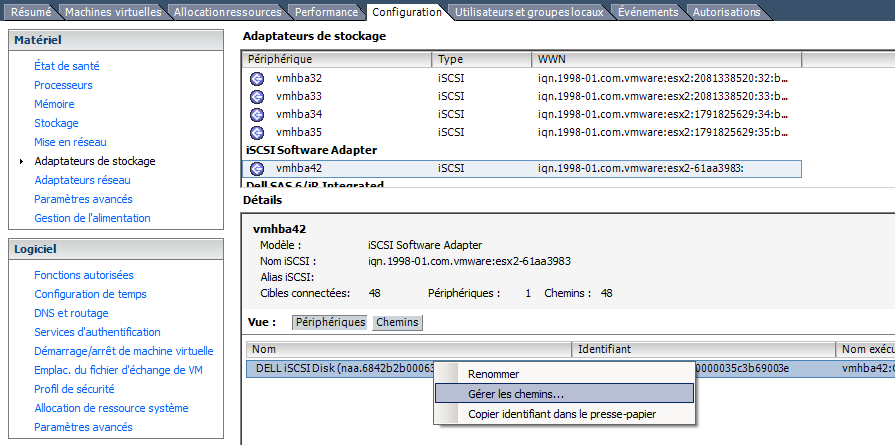 Résumé Machines virtuelles Allocation ressources Performance Configuration Utilisateurs et groupes locaux Événements Autorisations
Matériel
État de santé
Processeurs
Mémoire
Stockage
Mise en réseau
Adaptateurs de stockage
Adaptateurs réseau
Paramètres avancés
Gestion de l'alimentation
Logiciel
Fonctions autorisées
Configuration de temps
DNS et routage
Services d'authentification
Démarrage/arrêt de machine virtuelle
Emplac. du fichier d'échange de VM
Profil de sécurité
Allocation de ressource système
Paramètres avancés
Adaptateurs de stockage
Périphérique Type WWN
vmhba32 iSCSI iqn.1998-01.com.vmware:esx2:2081338520:32:b...
vmhba33 iSCSI iqn.1998-01.com.vmware:esx2:2081338520:33:b...
vmhba34 iSCSI iqn.1998-01.com.vmware:esx2:1791825629:34:b...
vmhba35 iSCSI iqn.1998-01.com.vmware:esx2:1791825629:35:b...
iSCSI Software Adapter
vmhba42 iSCSI iqn.1998-01.com.vmware:esx2-61aa3983:
Dell SAS 6/iR Integrated
Détails
vmhba42
Modèle : iSCSI Software Adapter
Nom iSCSI : iqn.1998-01.com.vmware:esx2-61aa3983
Alias iSCSI:
Cibles connectées: 48 Périphériques : 1 Chemins : 48
Vue : Périphériques Chemins
Nom Identifiant Nom exécu
DELL iSCSI Disk (naa.6842b2b00063 0000035c3b69003e vmhba42:C
Renommer
Gérer les chemins...
Copier identifiant dans le presse-papier